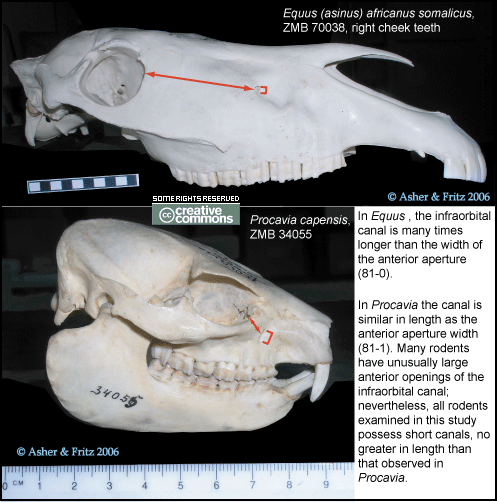 Equus (asinus) africanus somalicus,
ZMB 70038, right cheek teeth
© Asher & Fritz 2006
SOME RIGHTS RESERVED
cc creative
commons
Procavia capensis,
ZMB 34055
34055
© Asher & Fritz 2006
0 CM 1 2 3 4 5 6 7 8 9
In Equus , the infraorbital
canal is many times
longer than the width of
the anterior aperture
(81-0).
In Procavia the canal is
similar in length as the
anterior aperture width
(81-1). Many rodents
have unusually large
anterior openings of the
infraorbital canal;
nevertheless, all rodents
examined in this study
possess short canals, no
greater in length than
that observed in
Procavia.